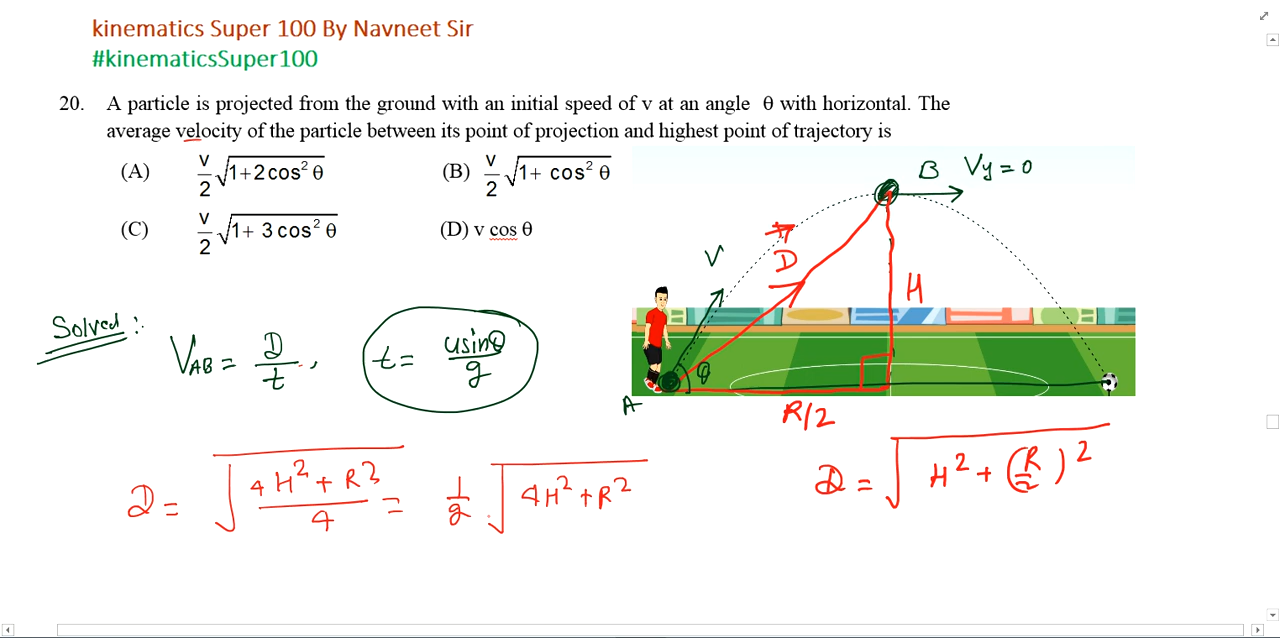 kinematics Super 100 By Navneet Sir
#kinematicsSuper100
20. A particle is projected from the ground with an initial speed of v at an angle θ with horizontal. The
average velocity of the particle between its point of projection and highest point of trajectory is
(A) v/2 √(1+2cos² θ) (B) v/2 √(1+ cos² θ)
(C) v/2 √(1+ 3cos² θ) (D) v cos θ
B Vy = 0
V
D
H
θ
A
R/2
Solved :
V_AB = D/t , t = usinθ/g
D = √((4H² + R²)/4) = 1/2 √(4H² + R²)
D = √(H² + (R/2)²)